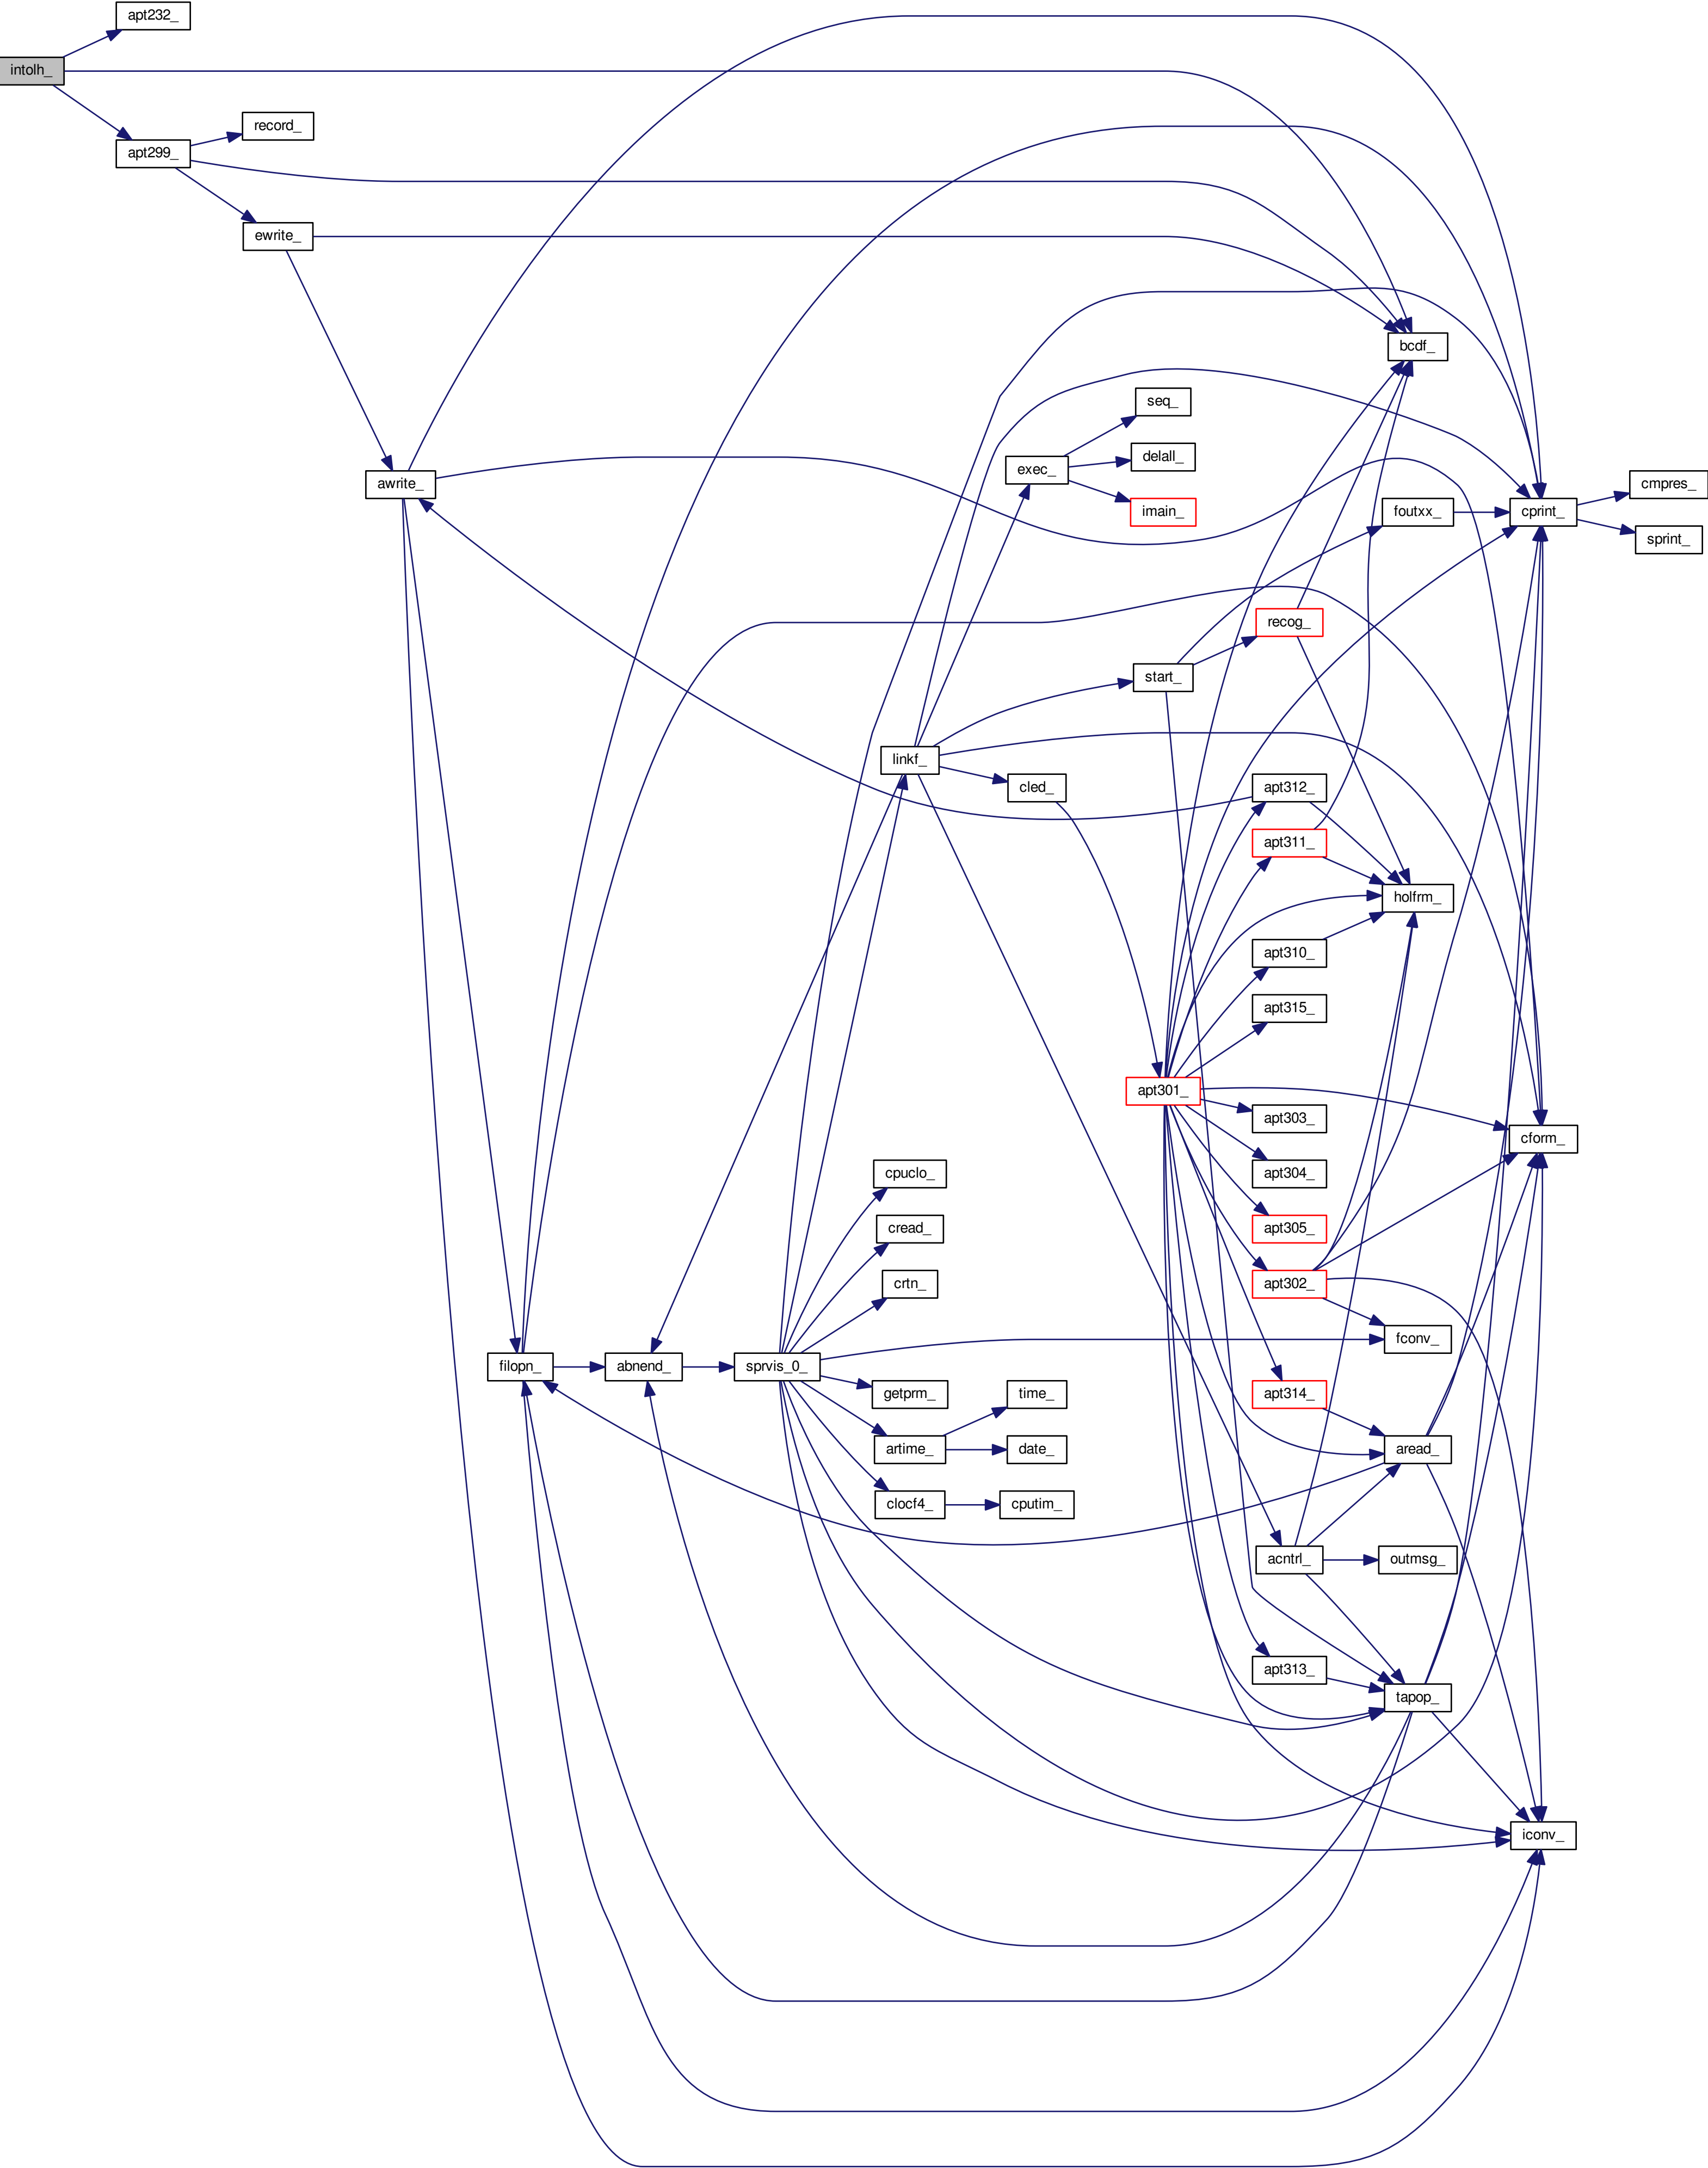 apt232_
intolh_
record_
apt299_
ewrite_
bcdf_
seq_
delall_
exec_
awrite_
cmpres_
imain_
foutxx_
cprint_
sprint_
recog_
start_
linkf_
cled_
apt312_
apt311_
holfrm_
apt310_
apt315_
apt301_
apt303_
cform_
cpuclo_
apt304_
cread_
apt305_
crtn_
apt302_
fconv_
filopn_
abnend_
sprvis_0_
getprm_
time_
apt314_
artime_
date_
aread_
clocf4_
cputim_
acntrl_
outmsg_
apt313_
tapop_
iconv_